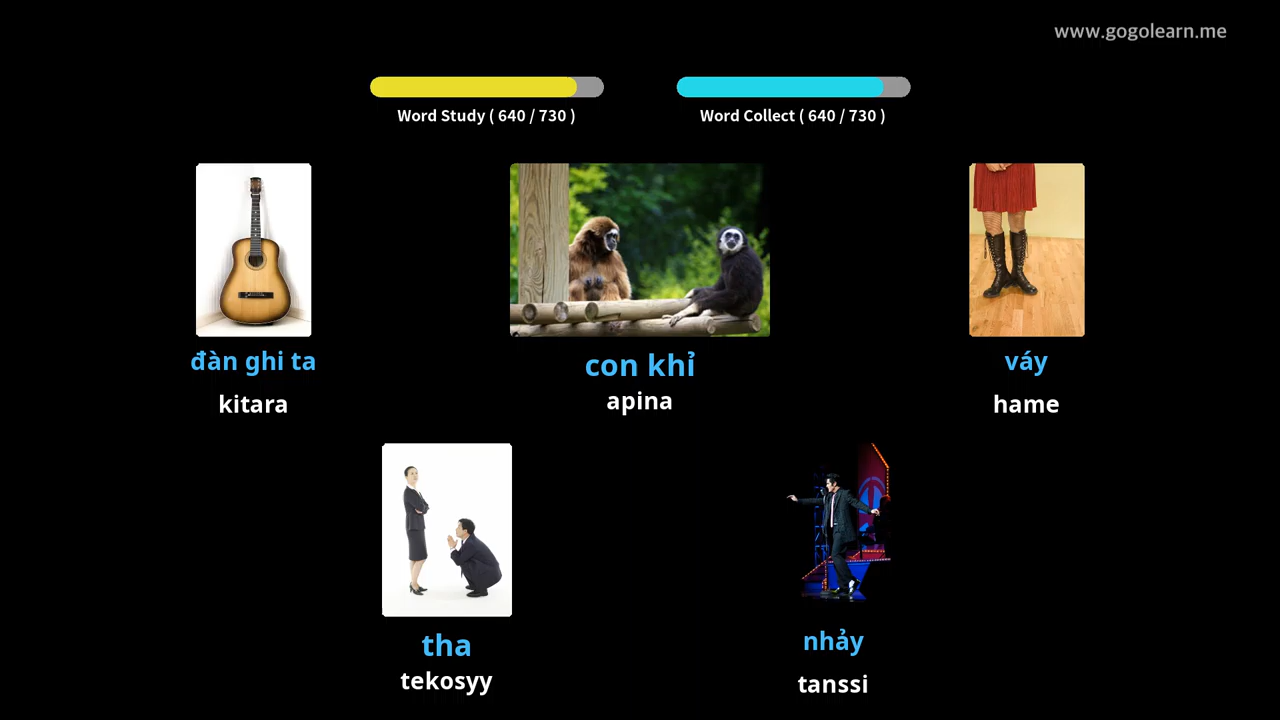 www.gogolearn.me
Word Study ( 640 / 730 )
Word Collect ( 640 / 730 )
đàn ghi ta
kitara
con khỉ
apina
váy
hame
tha
tekosyy
nhảy
tanssi